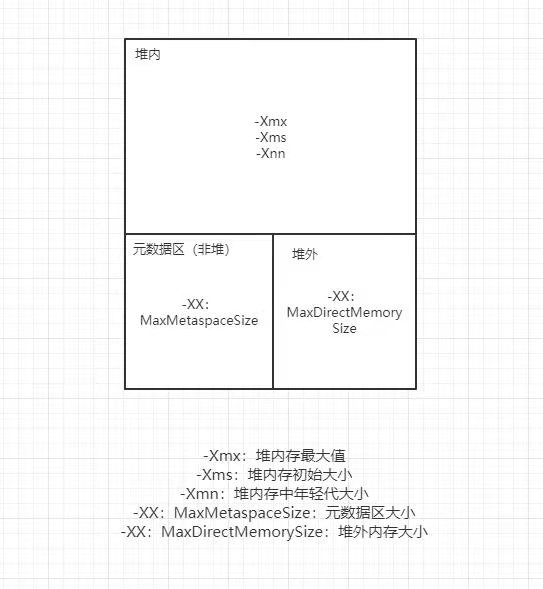 堆内
-Xmx
-Xms
-Xnn
元数据区（非堆）
-XX：
MaxMetaspaceSize
堆外
-XX：
MaxDirectMemory
Size
-Xmx：堆内存最大值
-Xms：堆内存初始大小
-Xmn：堆内存中年轻代大小
-XX：MaxMetaspaceSize：元数据区大小
-XX：MaxDirectMemorySize：堆外内存大小